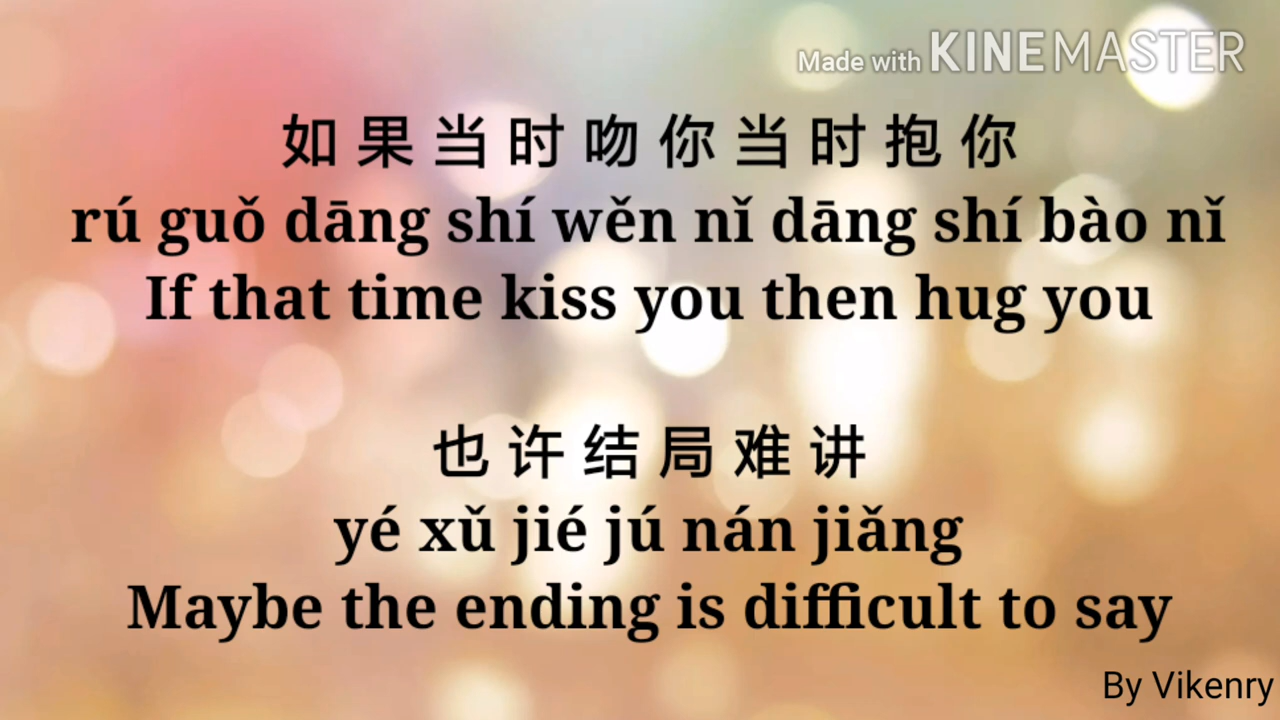 Made with KINEMASTER
如果当时吻你当时抱你
rú guǒ dāng shí wěn nǐ dāng shí bào nǐ
If that time kiss you then hug you
也许结局难讲
yé xǔ jié jú nán jiǎng
Maybe the ending is difficult to say
By Vikenry